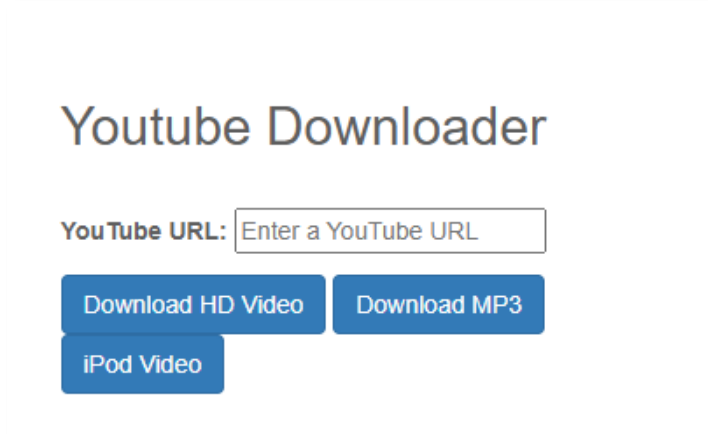 Youtube Downloader
YouTube URL: Enter a YouTube URL
Download HD Video Download MP3
iPod Video